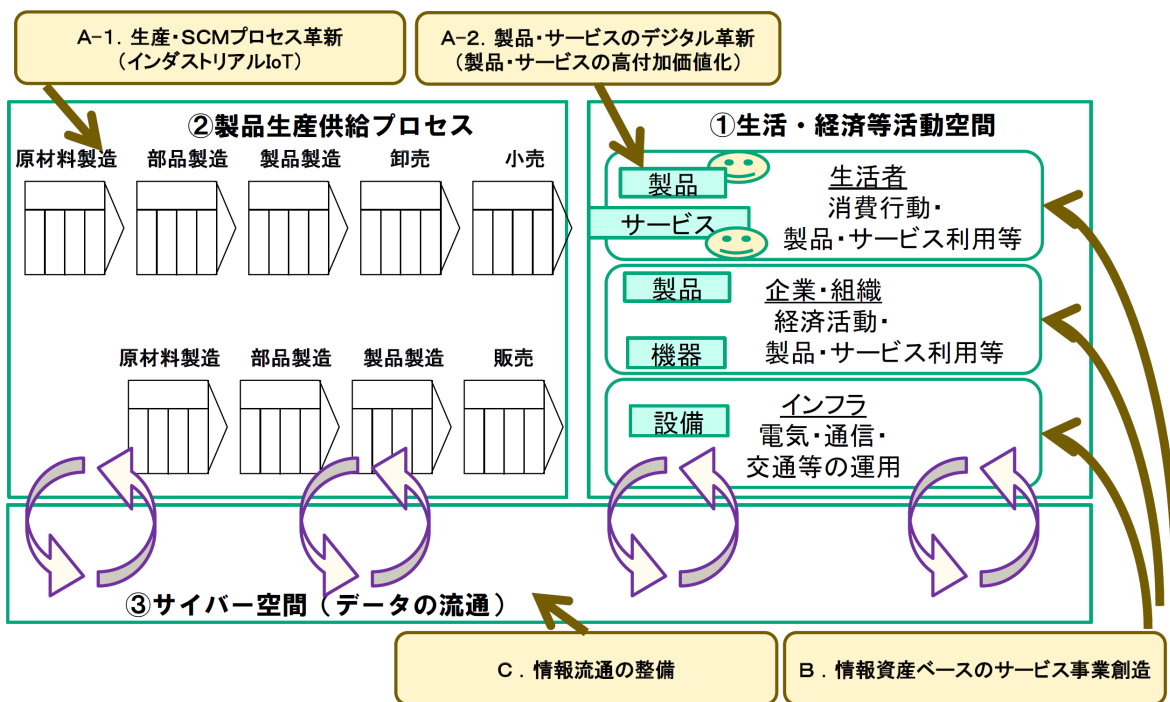 A-1．生産・SCMプロセス革新
（インダストリアルIoT）
A-2．製品・サービスのデジタル革新
（製品・サービスの高付加価値化）
②製品生産供給プロセス
原材料製造
部品製造
製品製造
卸売
小売
原材料製造
部品製造
製品製造
販売
①生活・経済等活動空間
製品
サービス
生活者
消費行動・
製品・サービス利用等
製品
機器
企業・組織
経済活動・
製品・サービス利用等
設備
インフラ
電気・通信・
交通等の運用
③サイバー空間（データの流通）
C．情報流通の整備
B．情報資産ベースのサービス事業創造